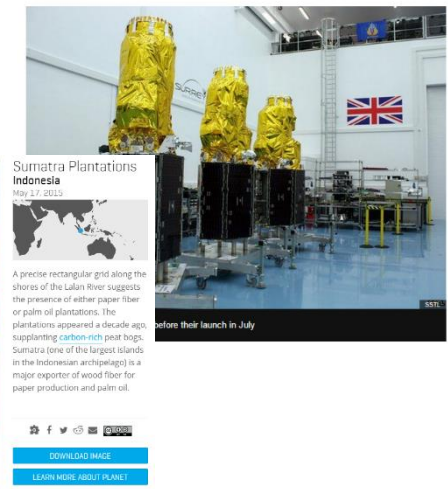 SURREY
SSTL
before their launch in July
Sumatra Plantations
Indonesia
May 17, 2015
A precise rectangular grid along the
shores of the Lalan River suggests
the presence of either paper fiber
or palm oil plantations. The
plantations appeared a decade ago,
supplanting carbon-rich peat bogs.
Sumatra (one of the largest islands
in the Indonesian archipelago) is a
major exporter of wood fiber for
paper production and palm oil.
DOWNLOAD IMAGE
LEARN MORE ABOUT PLANET